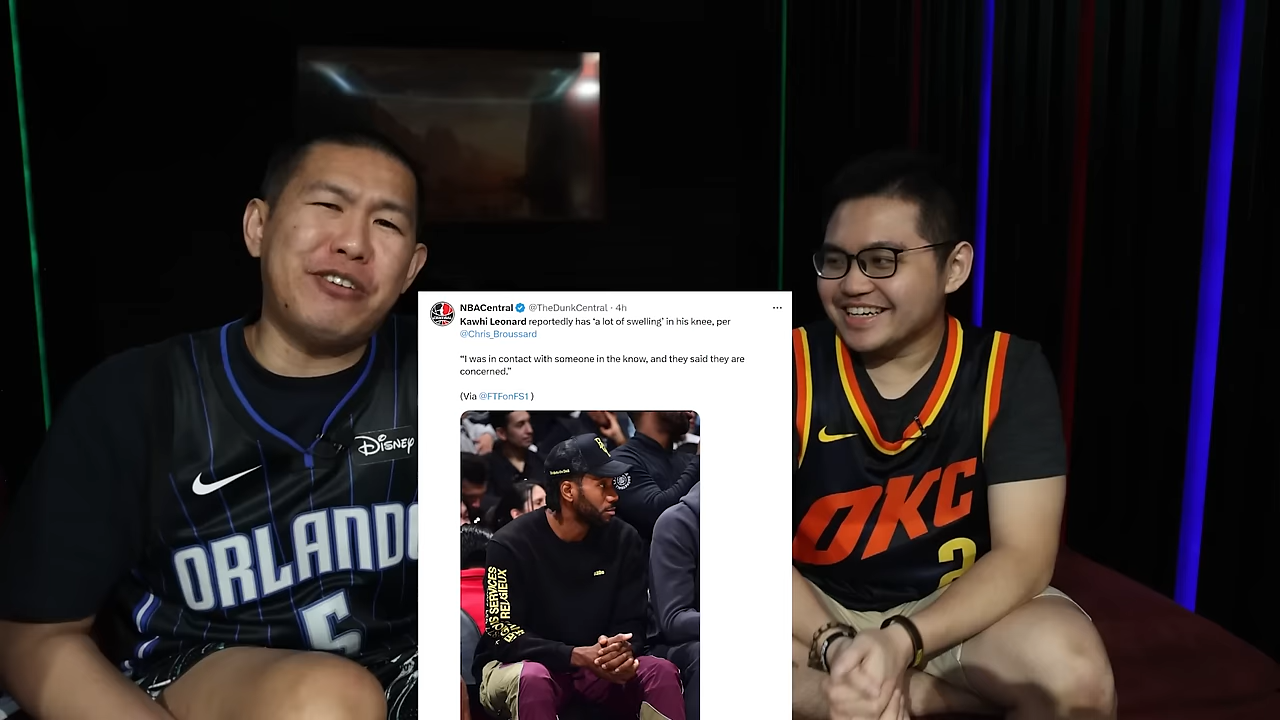 NBACentral @TheDunkCentral · 4h
Kawhi Leonard reportedly has 'a lot of swelling' in his knee, per
@Chris_Broussard
"I was in contact with someone in the know, and they said they are
concerned."
(Via @FTFonFS1 )
DISNEY
ORLANDO
5
OKC
2